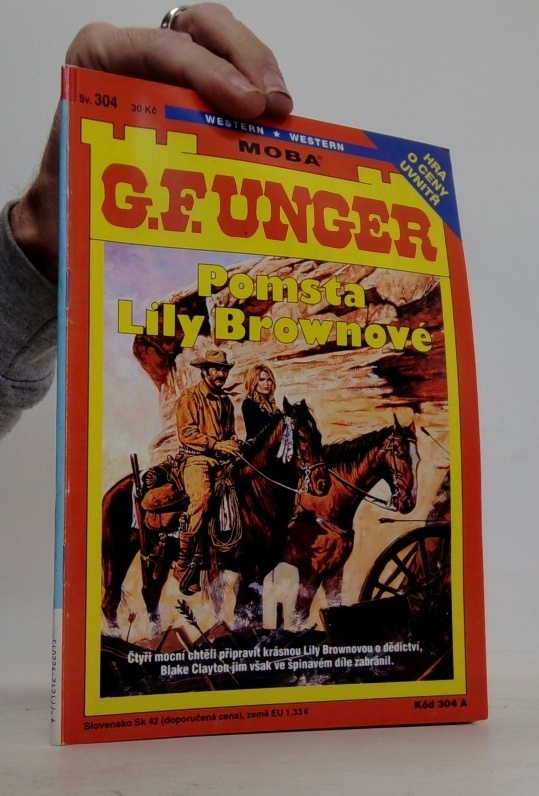 Sv. 304
30 Kč
WESTERN ★ WESTERN
MOBA®
HRA
O CENY
UVNITŘ
G.F. UNGER
Pomsta
Lily Brownové
Čtyři mocní chtěli připravit krásnou Lily Brownovou o dědictví,
Blake Clayton jim však ve špinavém díle zabránil.
Slovensko Sk 42 (doporučená cena), země EU 1,33 €
Kód 304 A